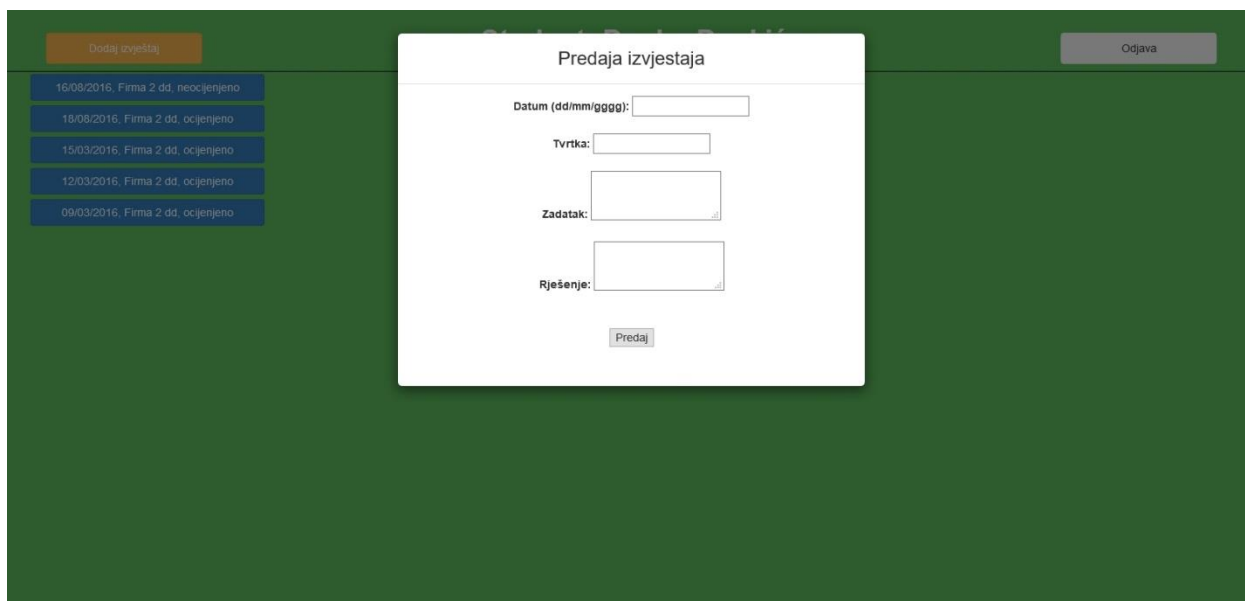 Dodaj izvještaj
Odjava
16/08/2016, Firma 2 dd, neocijenjeno
18/08/2016, Firma 2 dd, ocijenjeno
15/03/2016, Firma 2 dd, ocijenjeno
12/03/2016, Firma 2 dd, ocijenjeno
09/03/2016, Firma 2 dd, ocijenjeno
Predaja izvjestaja
Datum (dd/mm/gggg):
Tvrtka:
Zadatak:
Rješenje:
Predaj